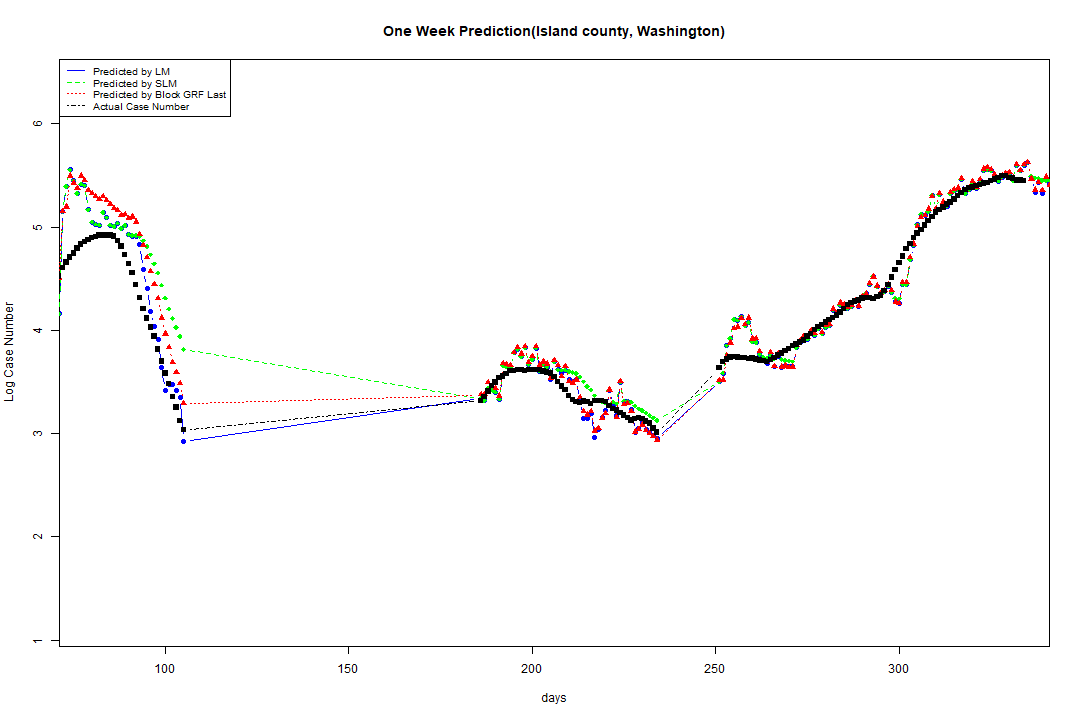 One Week Prediction(Island county, Washington)
Predicted by LM
Predicted by SLM
Predicted by Block GRF Last
Actual Case Number
6
5
4
3
2
1
Log Case Number
100 150 200 250 300
days